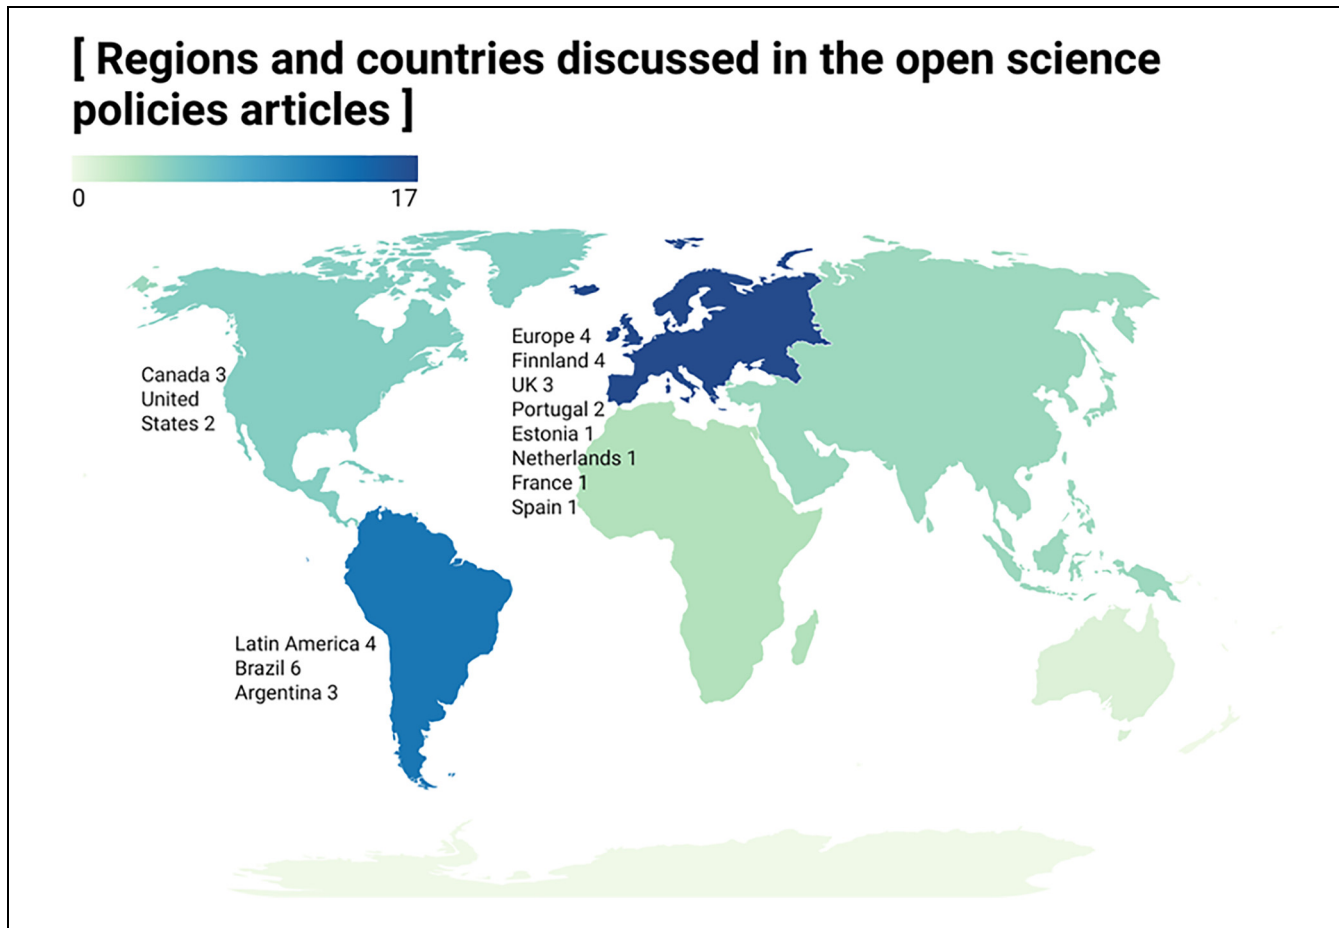 [ Regions and countries discussed in the open science
policies articles ]
0
17
Canada 3
United
States 2
Europe 4
Finnland 4
UK 3
Portugal 2
Estonia 1
Netherlands 1
France 1
Spain 1
Latin America 4
Brazil 6
Argentina 3